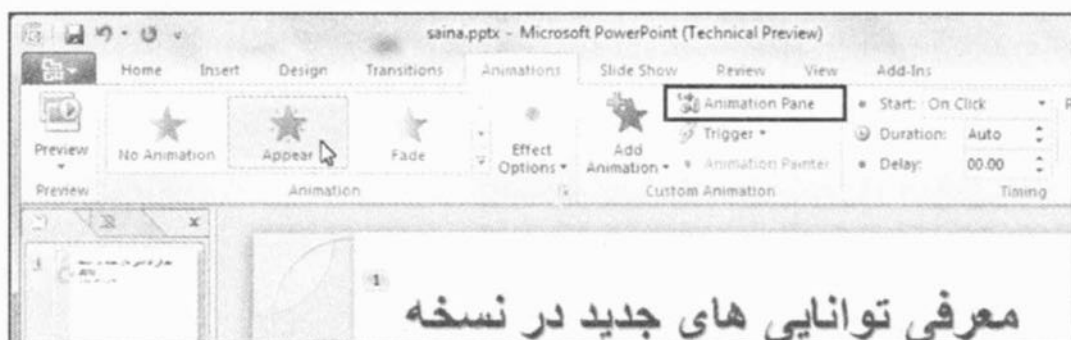 saina.pptx - Microsoft PowerPoint (Technical Preview)
Home Insert Design Transitions Animations Slide Show Review View Add-Ins
Animation Pane Start: On Click
Trigger Duration: Auto
Preview No Animation Appear Fade Effect Options Add Animation Animation Painter Delay: 00.00
Preview Animation Custom Animation Timing
1
معرفی توانایی های جدید در نسخه